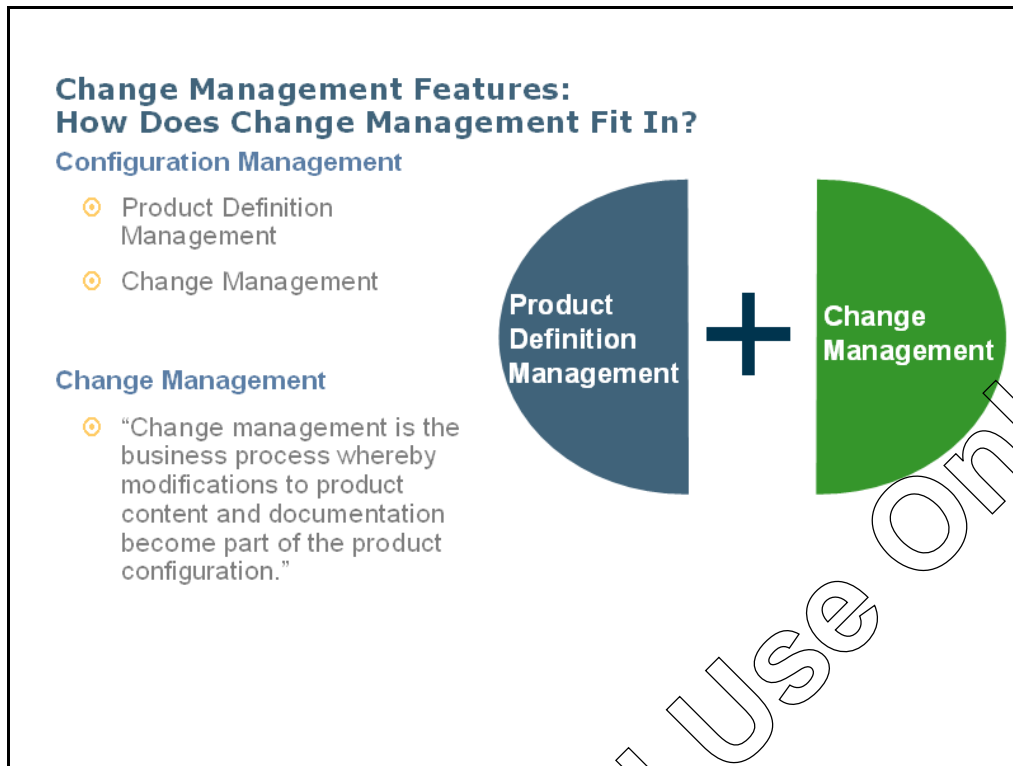 Change Management Features:
How Does Change Management Fit In?
Configuration Management
Product Definition
Management
Change Management
Change Management
“Change management is the
business process whereby
modifications to product
content and documentation
become part of the product
configuration.”
Product
Definition
Management
Change
Management
Use Onl